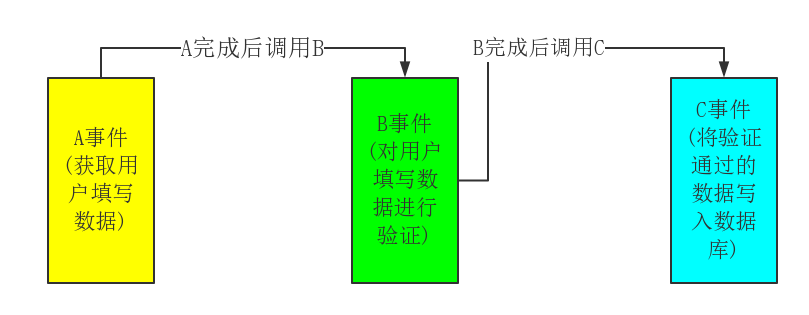 A完成后调用B
B完成后调用C
A事件
(获取用
户填写
数据)
B事件
(对用户
填写数
据进行
验证)
C事件
(将验证
通过的
数据写
入数据
库)